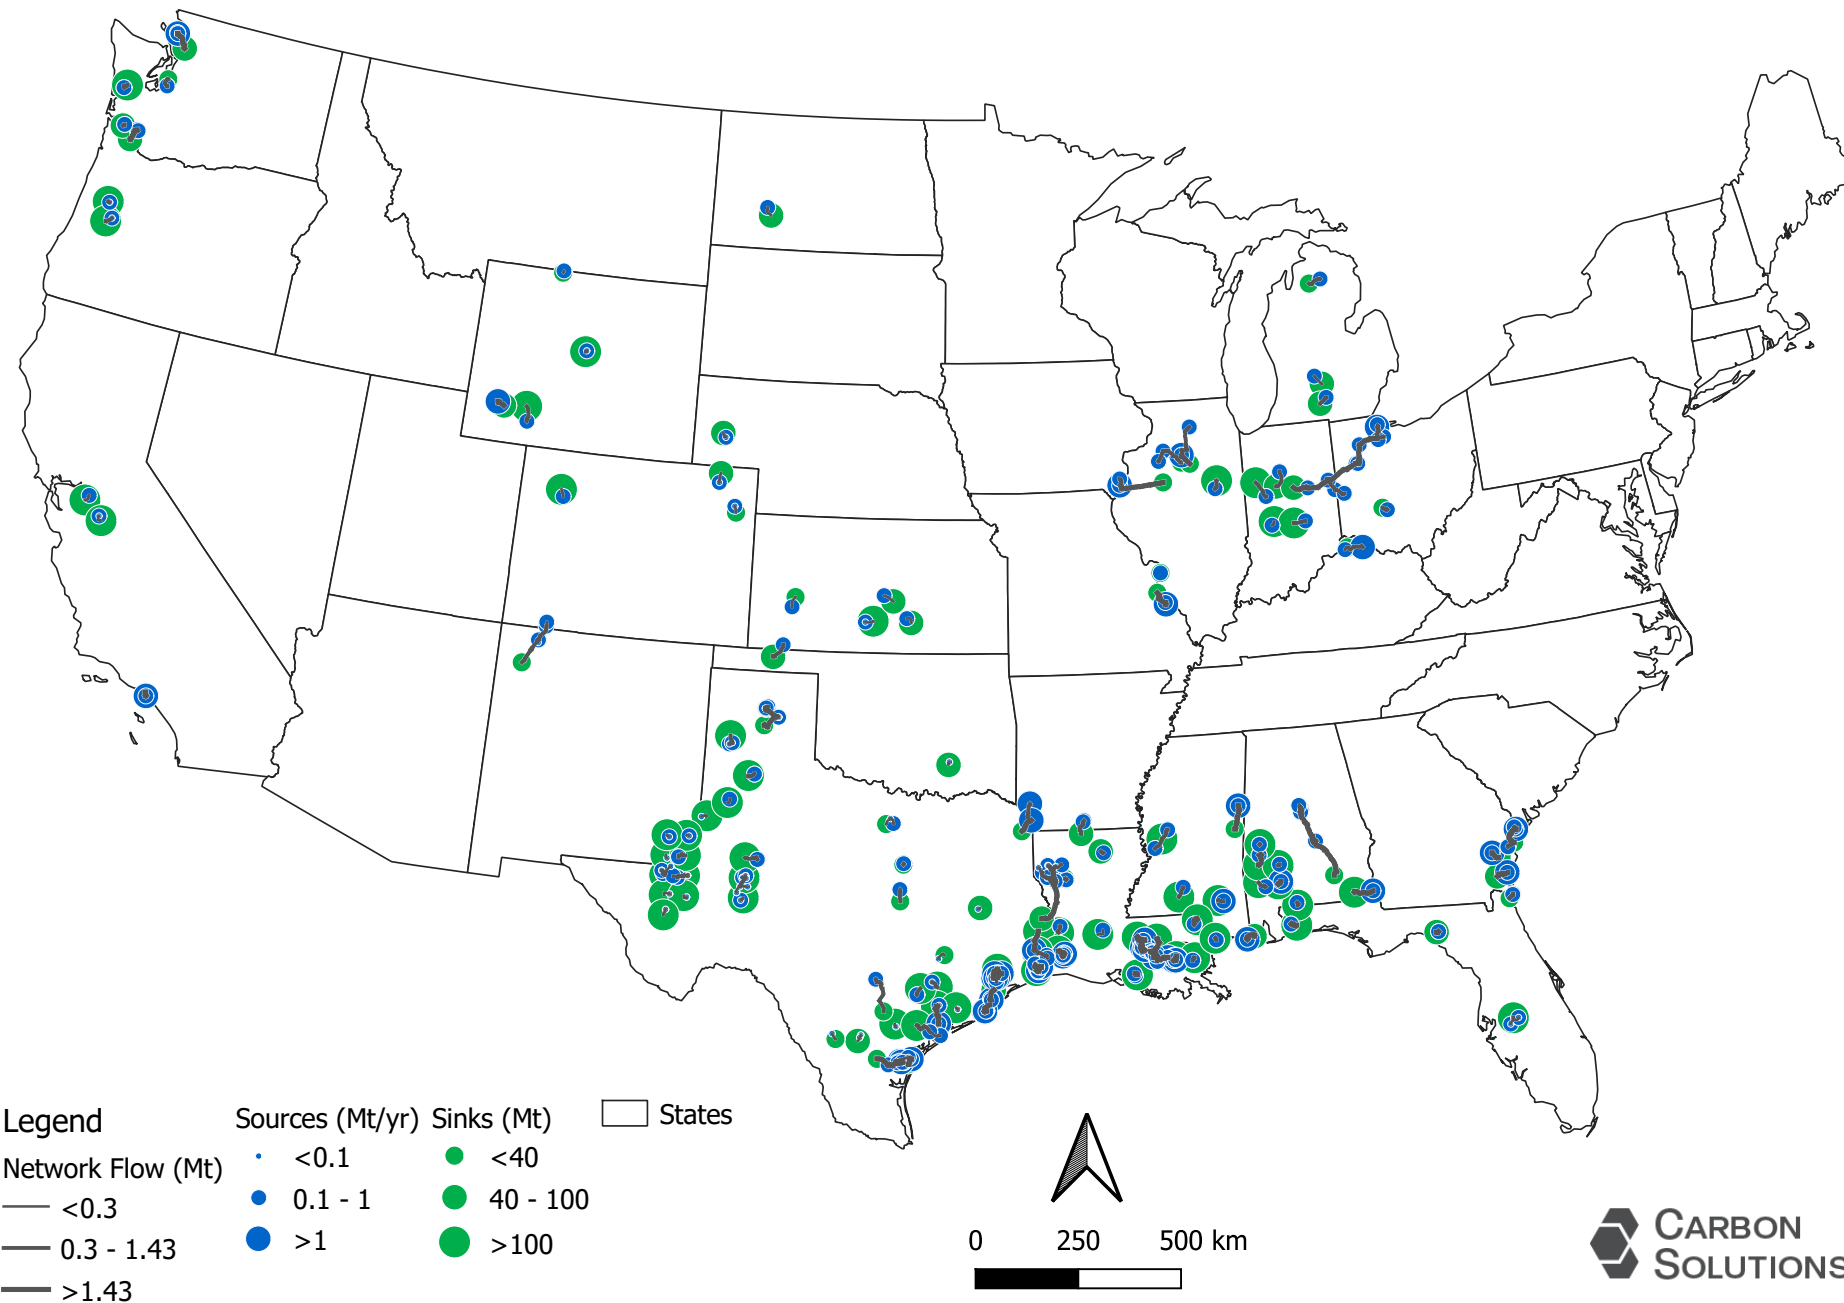 Legend
Network Flow (Mt)
<0.3
0.3 - 1.43
>1.43
Sources (Mt/yr)
<0.1
0.1 - 1
>1
Sinks (Mt)
<40
40 - 100
>100
States
0 250 500 km
CARBON
SOLUTIONS